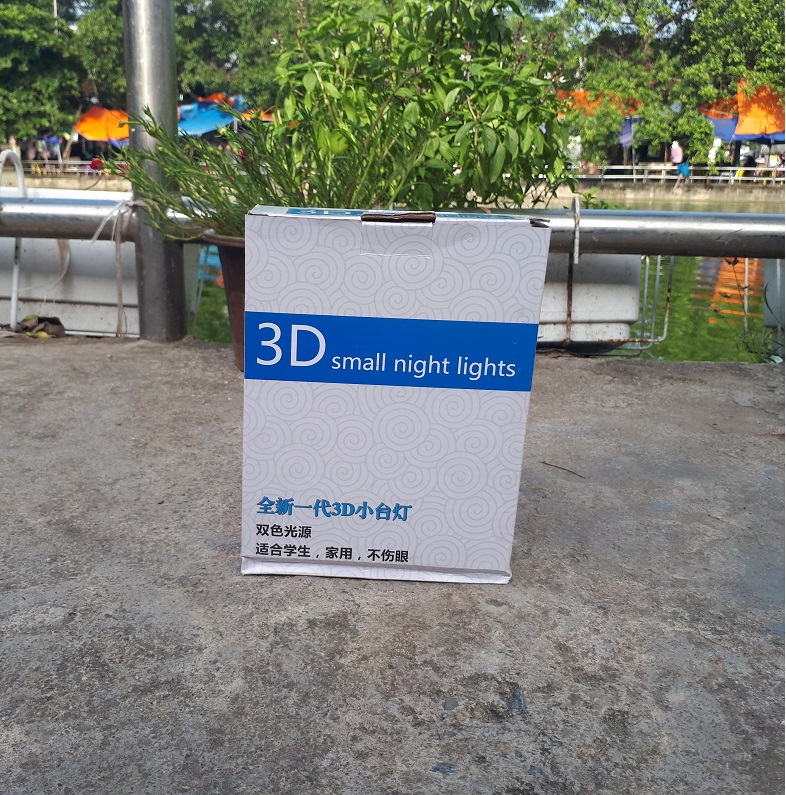 3D
3D small night lights
全新一代3D小台灯
双色光源
适合学生，家用，不伤眼